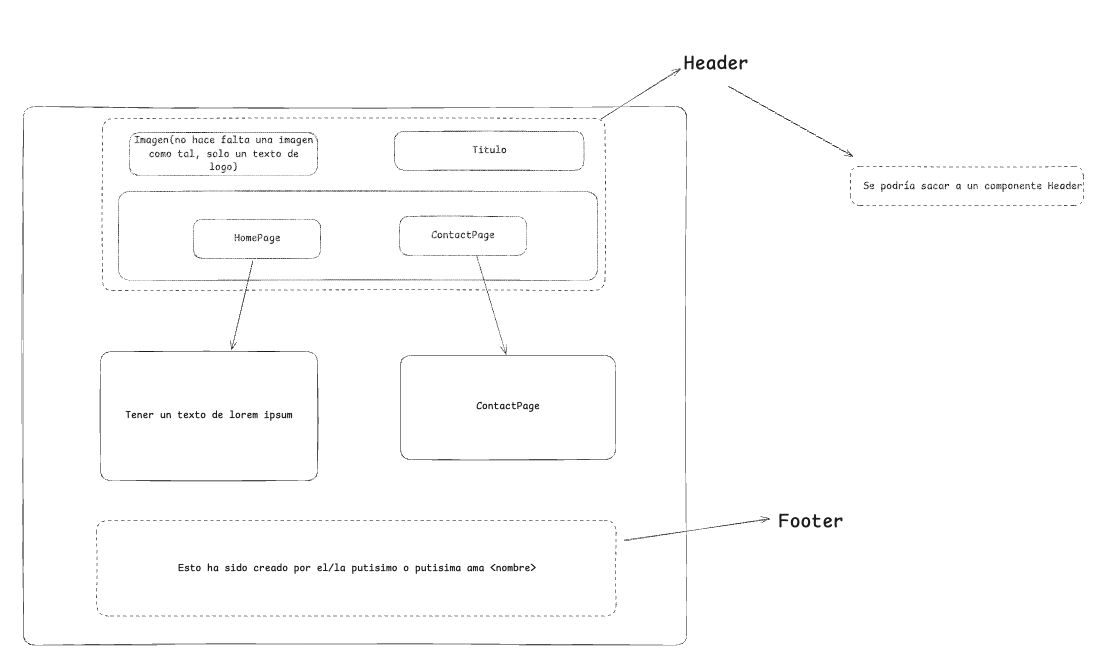 Header
Imagen(no hace falta una imagen
como tal, solo un texto de
logo)
Titulo
Se podría sacar a un componente Header
HomePage
ContactPage
Tener un texto de lorem ipsum
ContactPage
Footer
Esto ha sido creado por el/la putisimo o putisima ama <nombre>